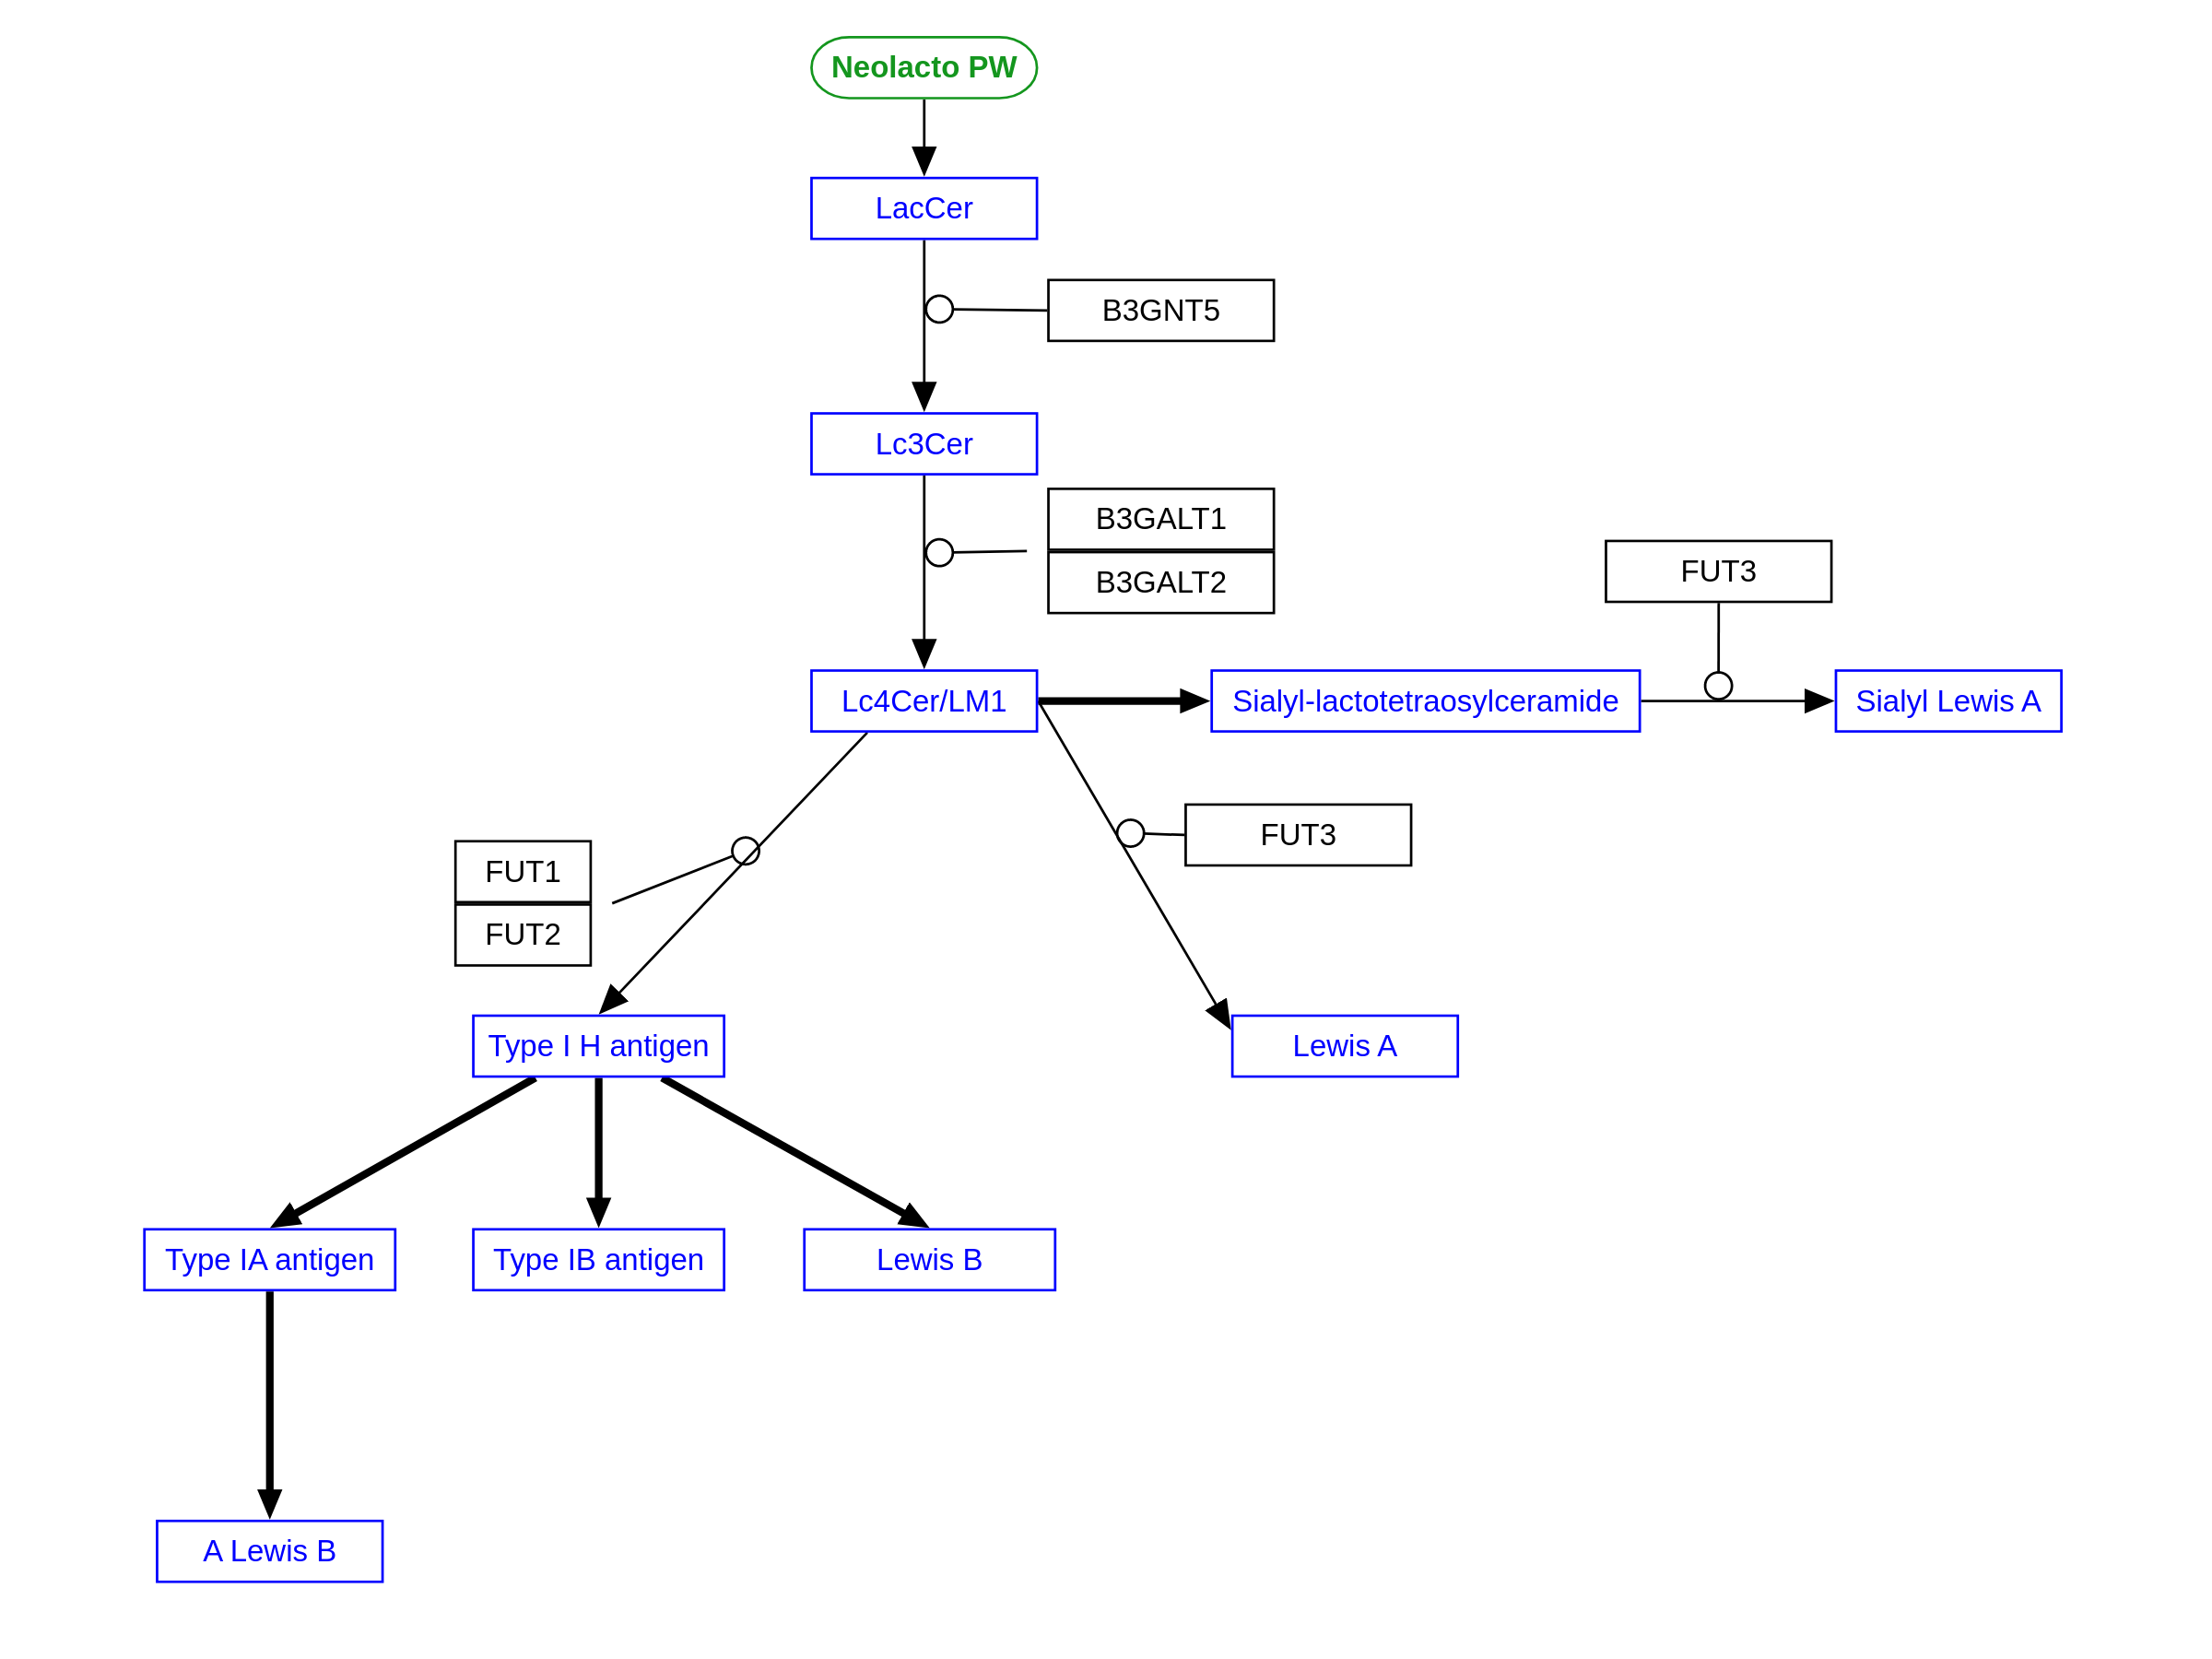 Neolacto PW
LacCer
B3GNT5
Lc3Cer
B3GALT1
B3GALT2
FUT3
Lc4Cer/LM1
Sialyl-lactotetraosylceramide
Sialyl Lewis A
FUT3
FUT1
FUT2
Type I H antigen
Lewis A
Type IA antigen
Type IB antigen
Lewis B
A Lewis B